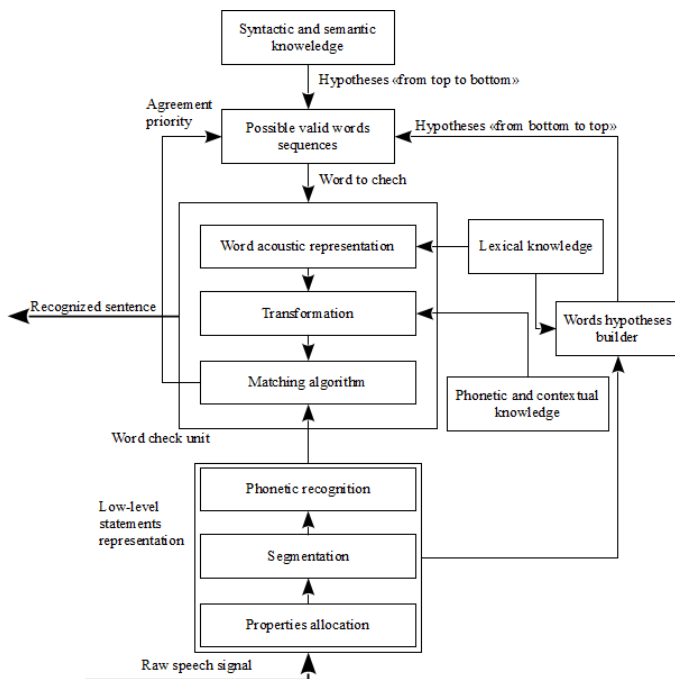 Syntactic and semantic
knowledge
Hypotheses «from top to bottom»
Agreement
priority
Possible valid words
sequences
Hypotheses «from bottom to top»
Word to chech
Word acoustic representation
Lexical knowledge
Recognized sentence
Transformation
Words hypotheses
builder
Matching algorithm
Phonetic and contextual
knowledge
Word check unit
Phonetic recognition
Low-level
statements
representation
Segmentation
Properties allocation
Raw speech signal